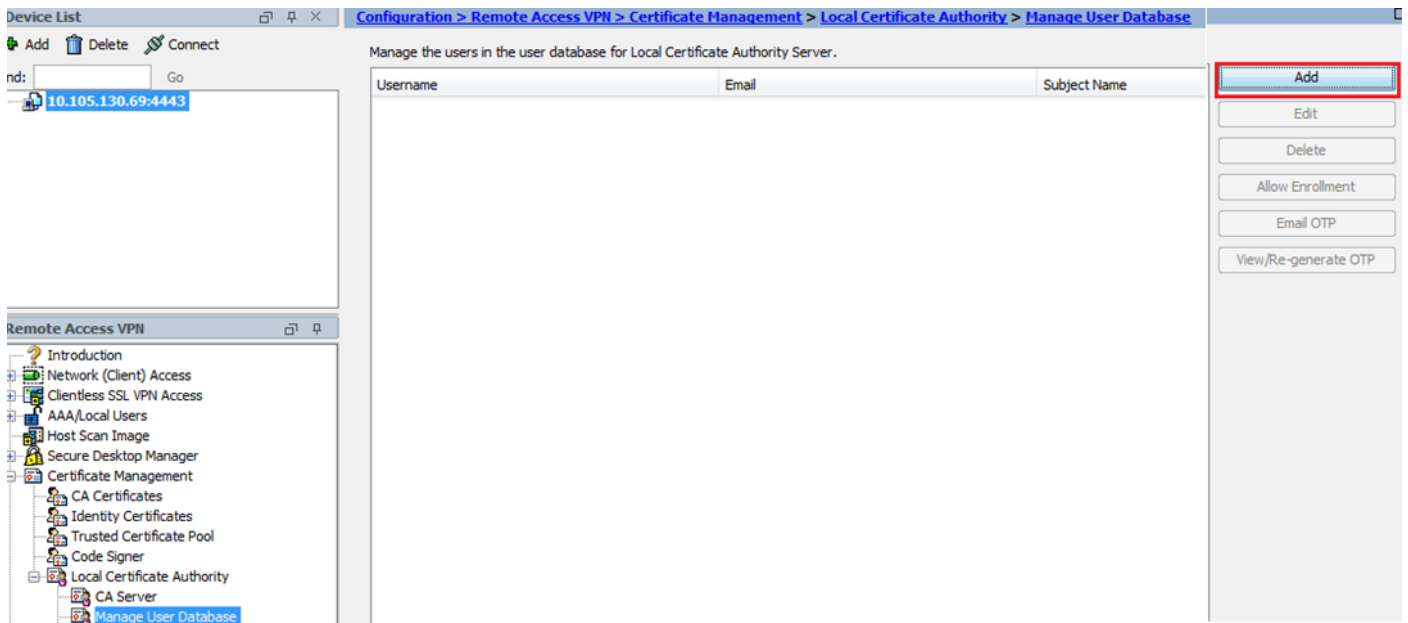 Device List
Add Delete Connect
nd: Go
10.105.130.69:4443
Remote Access VPN
Introduction
Network (Client) Access
Clientless SSL VPN Access
AAA/Local Users
Host Scan Image
Secure Desktop Manager
Certificate Management
CA Certificates
Identity Certificates
Trusted Certificate Pool
Code Signer
Local Certificate Authority
CA Server
Manage User Database
Configuration > Remote Access VPN > Certificate Management > Local Certificate Authority > Manage User Database
Manage the users in the user database for Local Certificate Authority Server.
Username Email Subject Name
Add
Edit
Delete
Allow Enrollment
Email OTP
View/Re-generate OTP